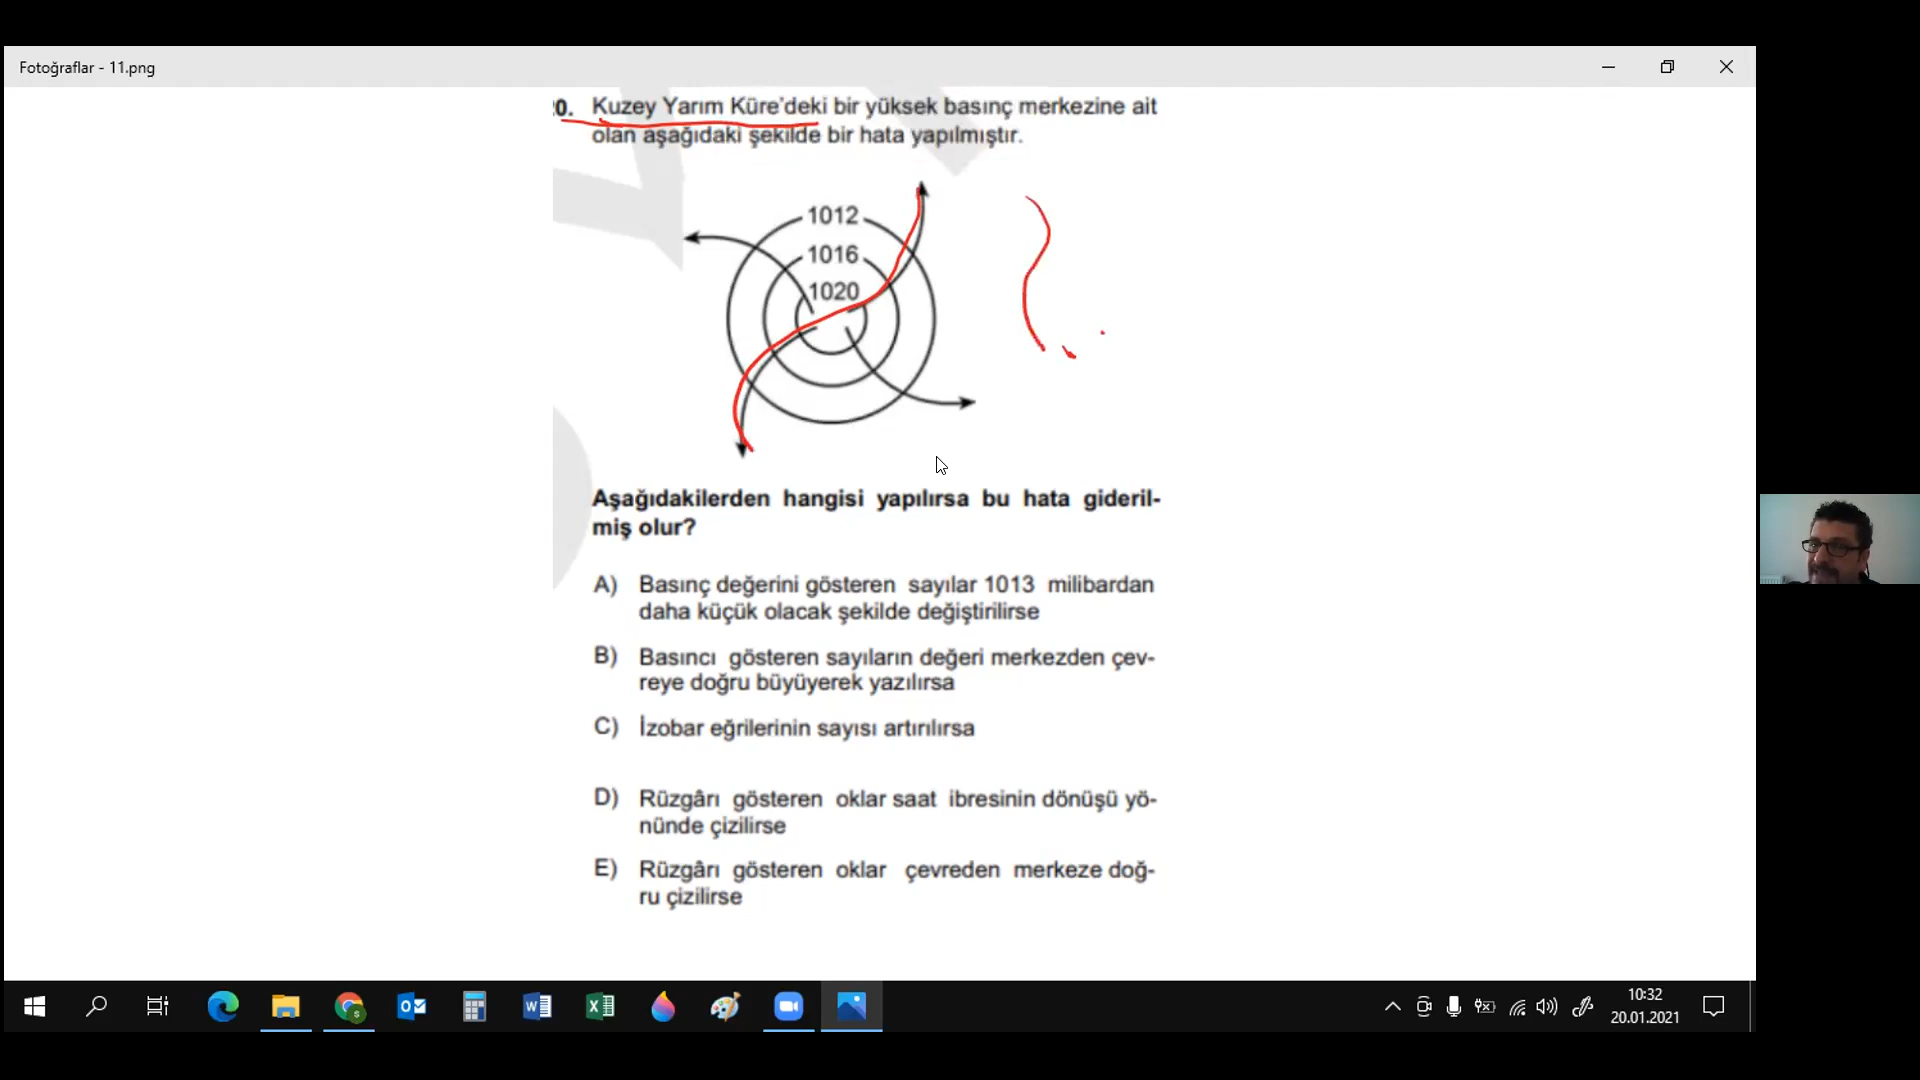 Fotoğraflar - 11.png
0. Kuzey Yarım Küre'deki bir yüksek basınç merkezine ait
olan aşağıdaki şekilde bir hata yapılmıştır.
1012
1016
1020
Aşağıdakilerden hangisi yapılırsa bu hata gideril-
miş olur?
A) Basınç değerini gösteren sayılar 1013 milibardan
daha küçük olacak şekilde değiştirilirse
B) Basıncı gösteren sayıların değeri merkezden çev-
reye doğru büyüyerek yazılırsa
C) İzobar eğrilerinin sayısı artırılırsa
D) Rüzgârı gösteren oklar saat ibresinin dönüşü yö-
nünde çizilirse
E) Rüzgârı gösteren oklar çevreden merkeze doğ-
ru çizilirse
10:32
20.01.2021